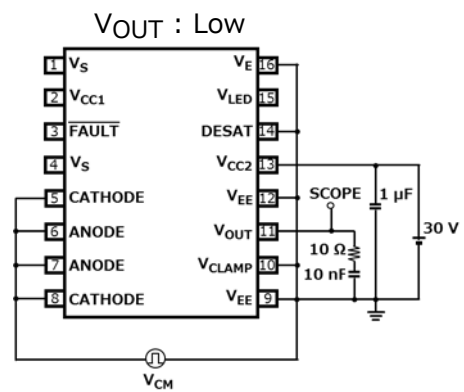 VOUT : Low
1 VS
2 VCC1
3 FAULT
4 VS
5 CATHODE
6 ANODE
7 ANODE
8 CATHODE
VE 16
VLED 15
DESAT 14
VCC2 13
VEE 12
VOUT 11
VCLAMP 10
VEE 9
SCOPE
1 µF
30 V
10 Ω
10 nF
VCM